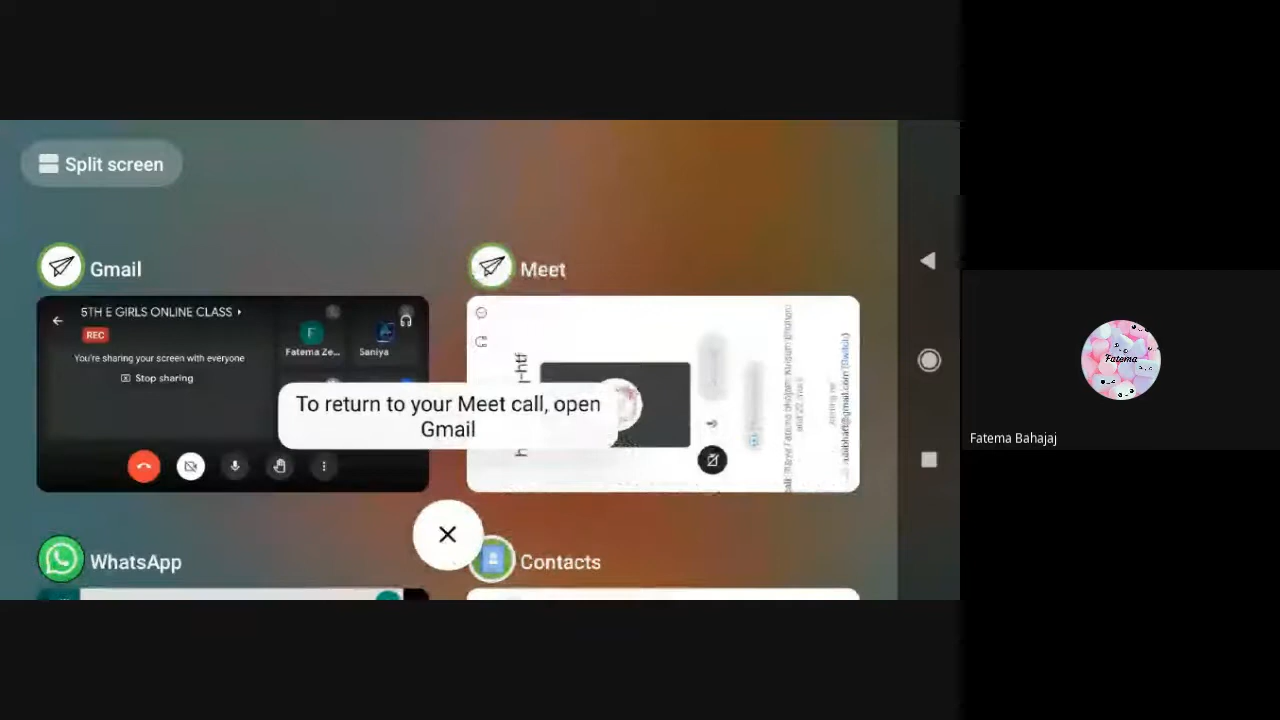 Split screen
Gmail
Meet
5TH E GIRLS ONLINE CLASS
REC
You're sharing your screen with everyone
Stop sharing
F
Fatema Ze...
Saniya
To return to your Meet call, open
Gmail
WhatsApp
Contacts
Fatema
Fatema Bahajaj